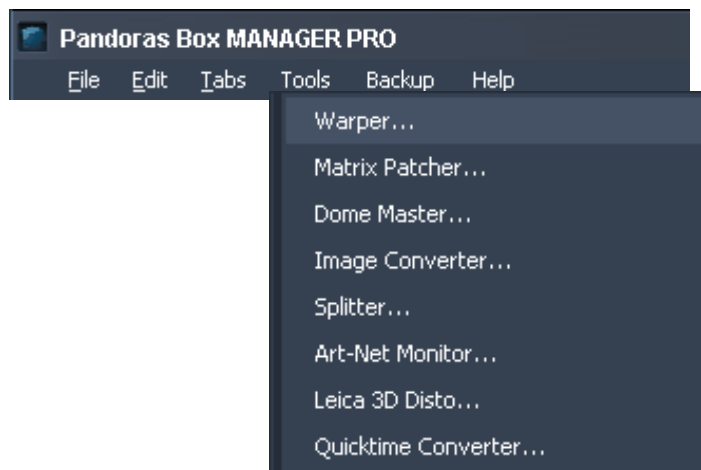 Pandoras Box MANAGER PRO
File Edit Tabs Tools Backup Help
Warper...
Matrix Patcher...
Dome Master...
Image Converter...
Splitter...
Art-Net Monitor...
Leica 3D Disto...
Quicktime Converter...